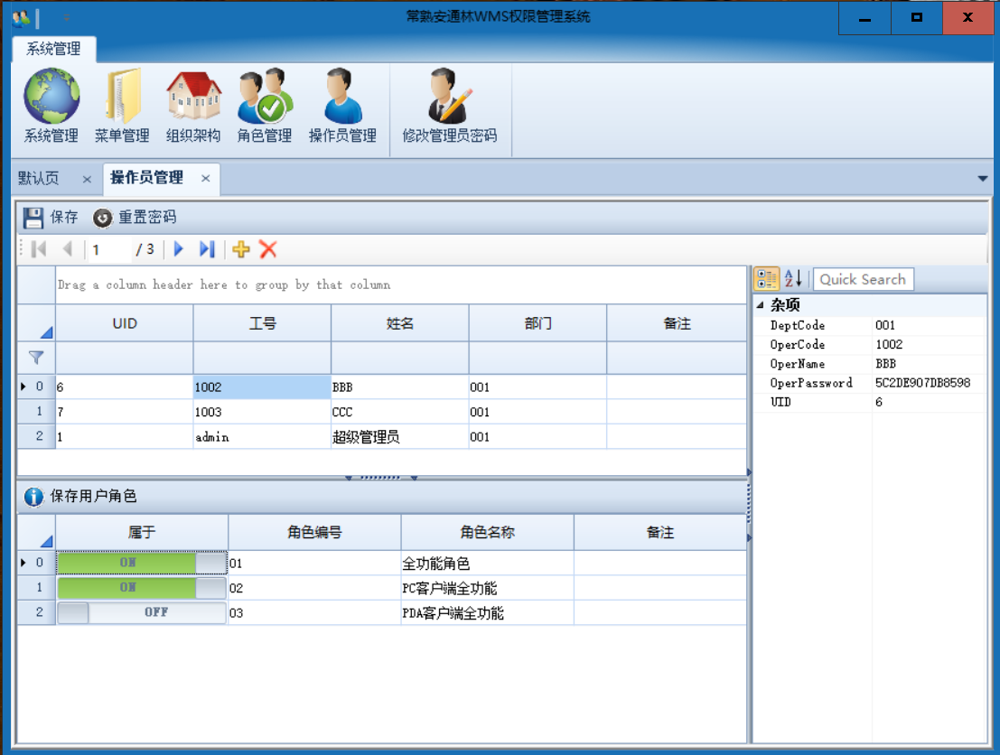 常熟安通林WMS权限管理系统
系统管理
系统管理 菜单管理 组织架构 角色管理 操作员管理 修改管理员密码
默认页 × 操作员管理 ×
保存 重置密码
1 / 3
Drag a column header here to group by that column
UID 工号 姓名 部门 备注
0 6 1002 BBB 001
1 7 1003 CCC 001
2 1 admin 超级管理员 001
保存用户角色
属于 角色编号 角色名称 备注
0 ON 01 全功能角色
1 ON 02 PC客户端全功能
2 OFF 03 PDA客户端全功能
Quick Search
杂项
DeptCode 001
OperCode 1002
OperName BBB
OperPassword 5C2DE907DB8598
UID 6